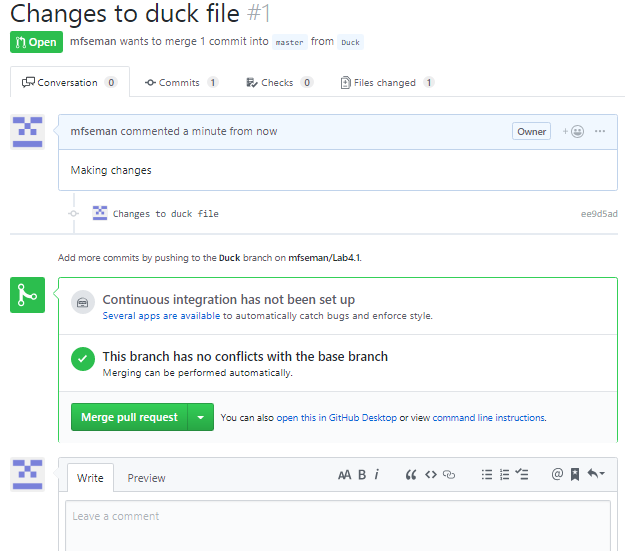 Changes to duck file #1
Open mfseman wants to merge 1 commit into master from Duck
Conversation 0 Commits 1 Checks 0 Files changed 1
mfseman commented a minute from now Owner
Making changes
Changes to duck file ee9d5ad
Add more commits by pushing to the Duck branch on mfseman/Lab4.1.
Continuous integration has not been set up
Several apps are available to automatically catch bugs and enforce style.
This branch has no conflicts with the base branch
Merging can be performed automatically.
Merge pull request You can also open this in GitHub Desktop or view command line instructions.
Write Preview AA B i
Leave a comment